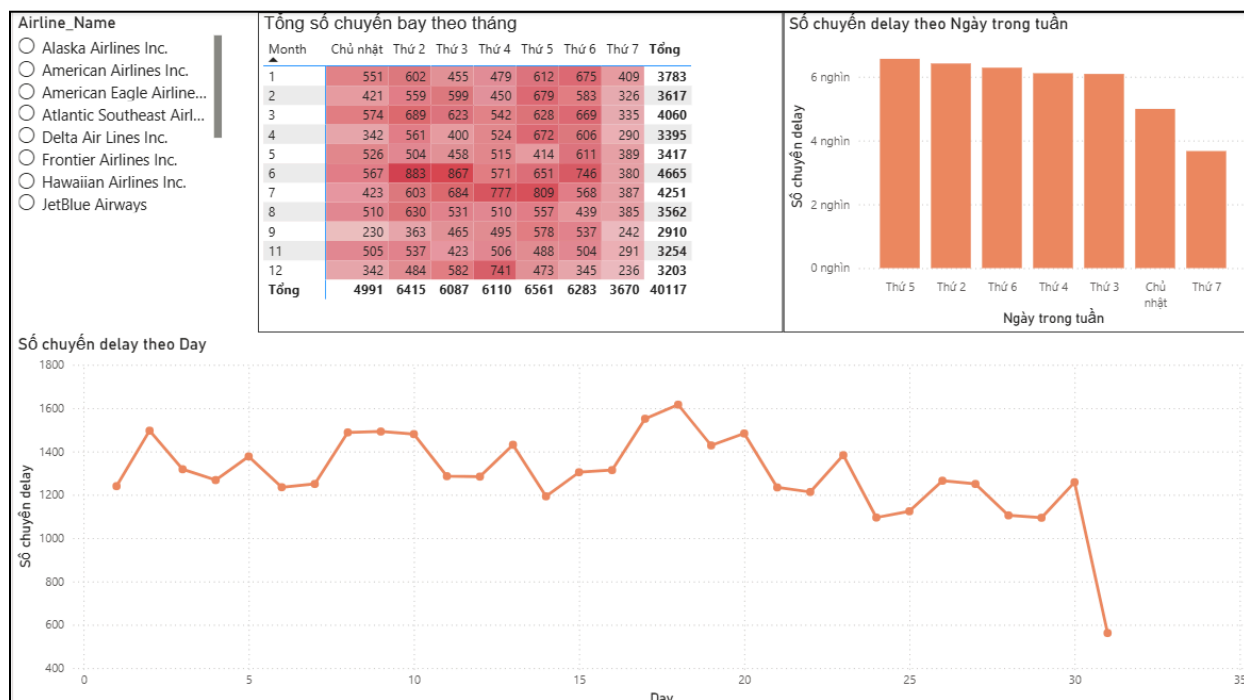 Airline_Name
Alaska Airlines Inc.
American Airlines Inc.
American Eagle Airline...
Atlantic Southeast Airl...
Delta Air Lines Inc.
Frontier Airlines Inc.
Hawaiian Airlines Inc.
JetBlue Airways
Tổng số chuyến bay theo tháng
Month Chủ nhật Thứ 2 Thứ 3 Thứ 4 Thứ 5 Thứ 6 Thứ 7 Tổng
1 551 602 455 479 612 675 409 3783
2 421 559 599 450 679 583 326 3617
3 574 689 623 542 628 669 335 4060
4 342 561 400 524 672 606 290 3395
5 526 504 458 515 414 611 389 3417
6 567 883 867 571 651 746 380 4665
7 423 603 684 777 809 568 387 4251
8 510 630 531 510 557 439 385 3562
9 230 363 465 495 578 537 242 2910
11 505 537 423 506 488 504 291 3254
12 342 484 582 741 473 345 236 3203
Tổng 4991 6415 6087 6110 6561 6283 3670 40117
Số chuyến delay theo Ngày trong tuần
Số chuyến delay
6 nghìn
4 nghìn
2 nghìn
0 nghìn
Thứ 5 Thứ 2 Thứ 6 Thứ 4 Thứ 3 Chủ nhật Thứ 7
Ngày trong tuần
Số chuyến delay theo Day
Số chuyến delay
1800
1600
1400
1200
1000
800
600
400
0 5 10 15 20 25 30 35
Day